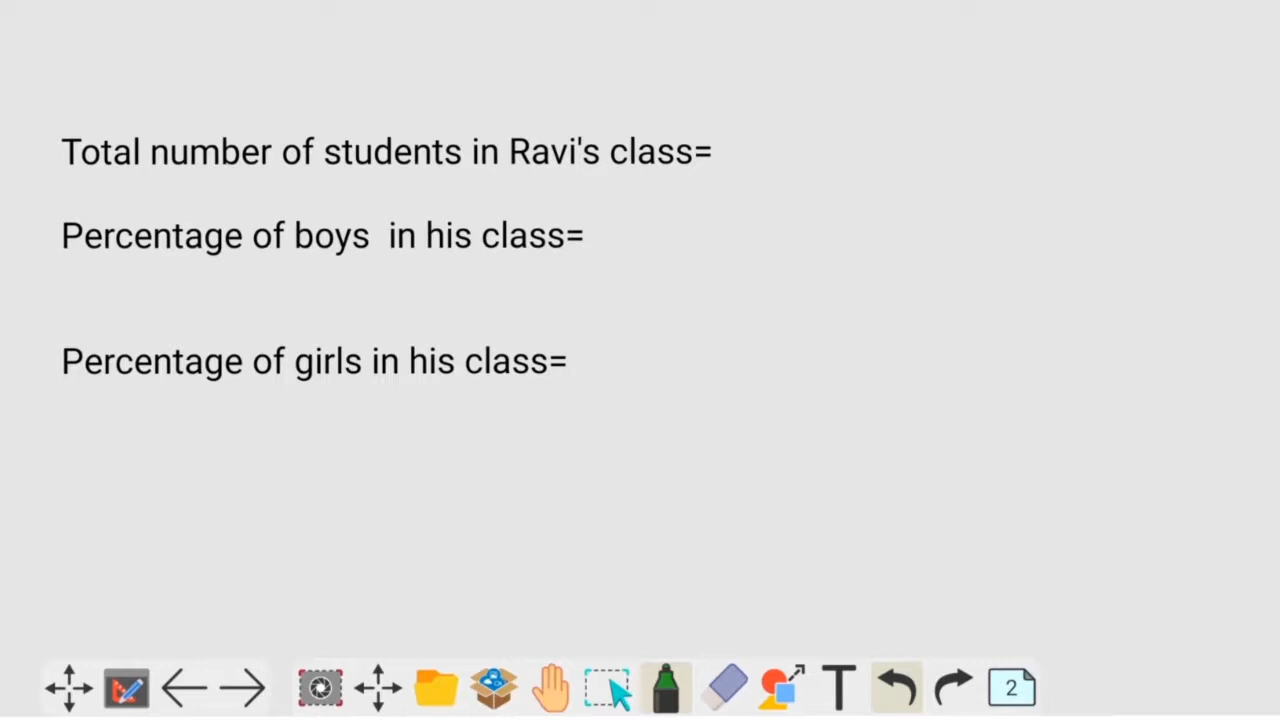 Total number of students in Ravi's class=
Percentage of boys  in his class=
Percentage of girls in his class=
T
2